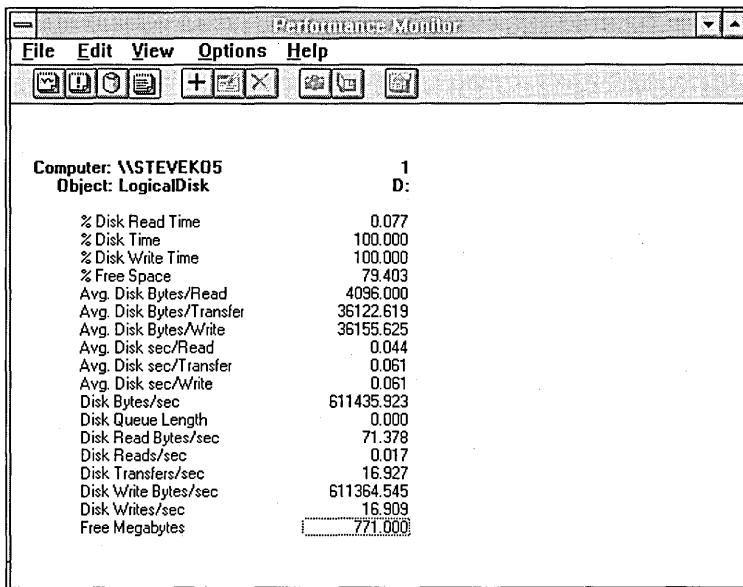 Performance Monitor
File Edit View Options Help
Computer: \\STEVEK05 1
Object: LogicalDisk D:
% Disk Read Time 0.077
% Disk Time 100.000
% Disk Write Time 100.000
% Free Space 79.403
Avg. Disk Bytes/Read 4096.000
Avg. Disk Bytes/Transfer 36122.619
Avg. Disk Bytes/Write 36155.625
Avg. Disk sec/Read 0.044
Avg. Disk sec/Transfer 0.061
Avg. Disk sec/Write 0.061
Disk Bytes/sec 611435.923
Disk Queue Length 0.000
Disk Read Bytes/sec 71.378
Disk Reads/sec 0.017
Disk Transfers/sec 16.927
Disk Write Bytes/sec 611364.545
Disk Writes/sec 16.909
Free Megabytes 771.000